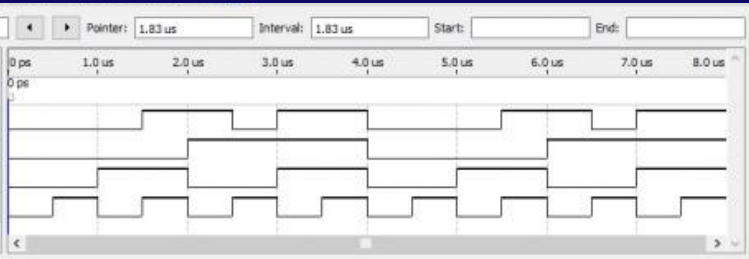 Pointer: 1.83 us Interval: 1.83 us Start: End:
0 ps 1.0 us 2.0 us 3.0 us 4.0 us 5.0 us 6.0 us 7.0 us 8.0 us
0 ps